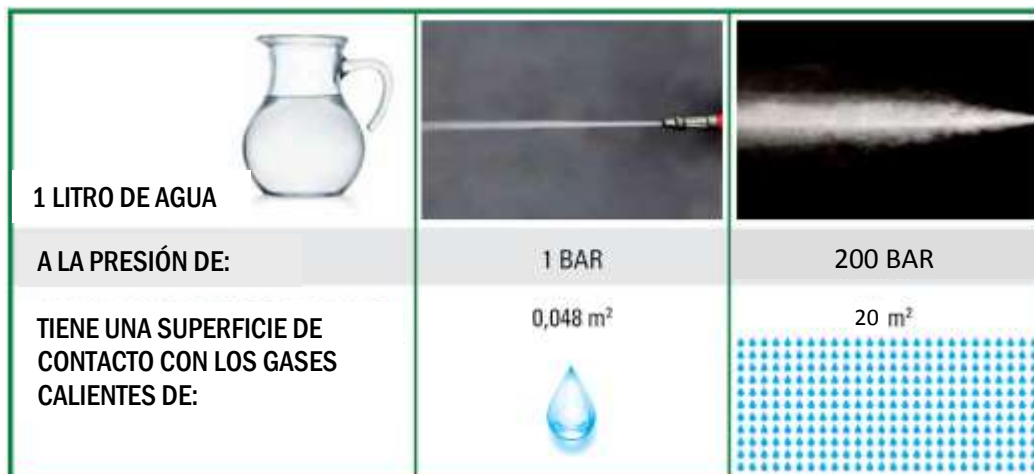 1 LITRO DE AGUA
A LA PRESIÓN DE:
1 BAR
200 BAR
TIENE UNA SUPERFICIE DE
CONTACTO CON LOS GASES
CALIENTES DE:
0,048 m²
20 m²